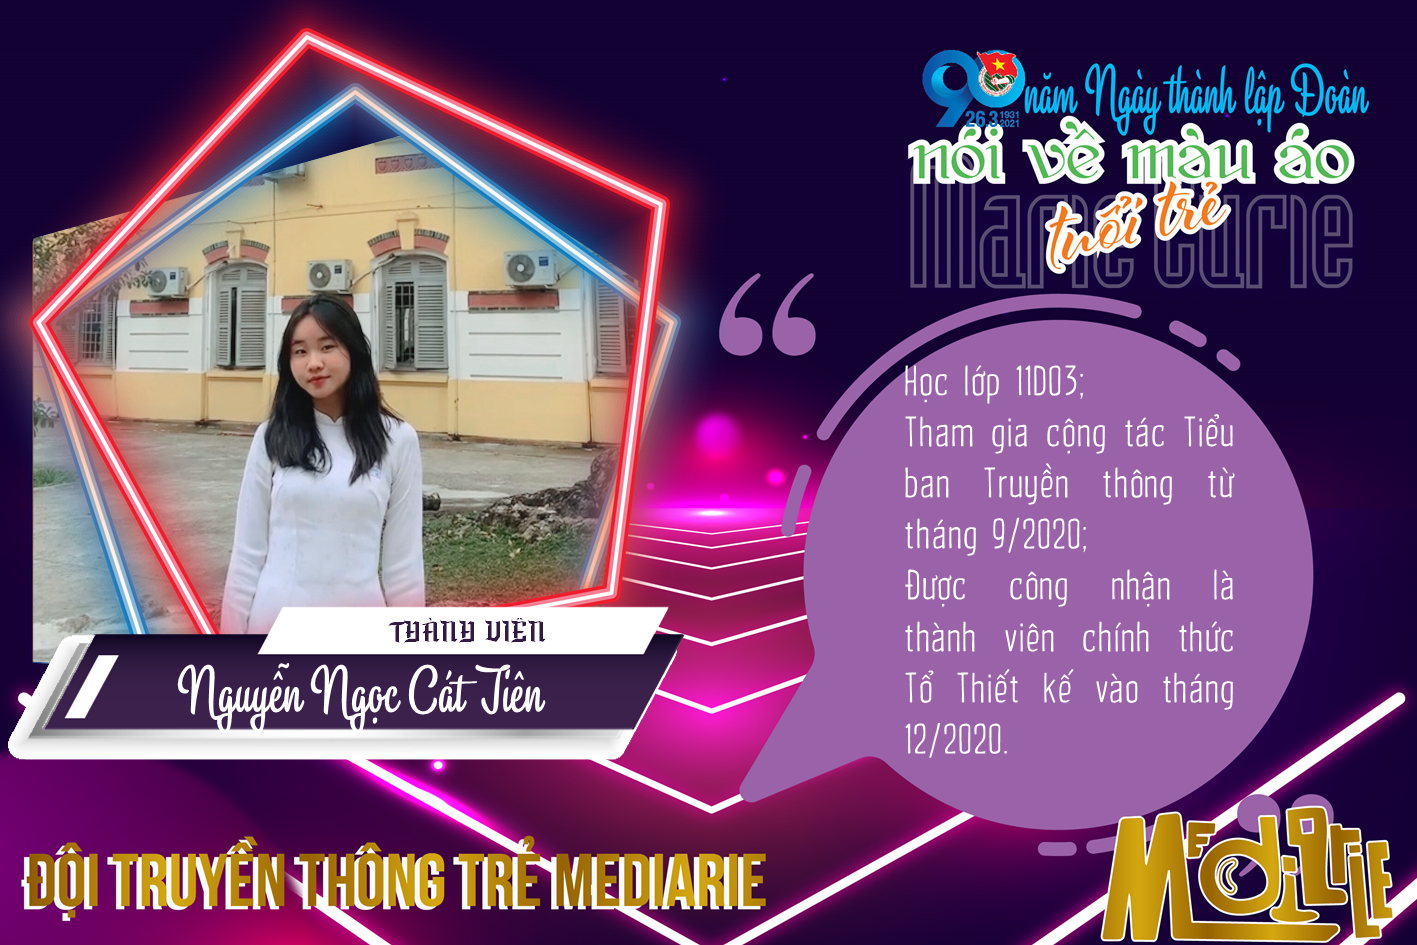 90 năm Ngày thành lập Đoàn
26.3 1931 2021
nói về màu áo
tuổi trẻ
Marie Curie
Học lớp 11D03;
Tham gia cộng tác Tiểu
ban Truyền thông từ
tháng 9/2020;
Được công nhận là
thành viên chính thức
Tổ Thiết kế vào tháng
12/2020.
THÀNH VIÊN
Nguyễn Ngọc Cát Tiên
ĐỘI TRUYỀN THÔNG TRẺ MEDIARIE
MEDIARIE